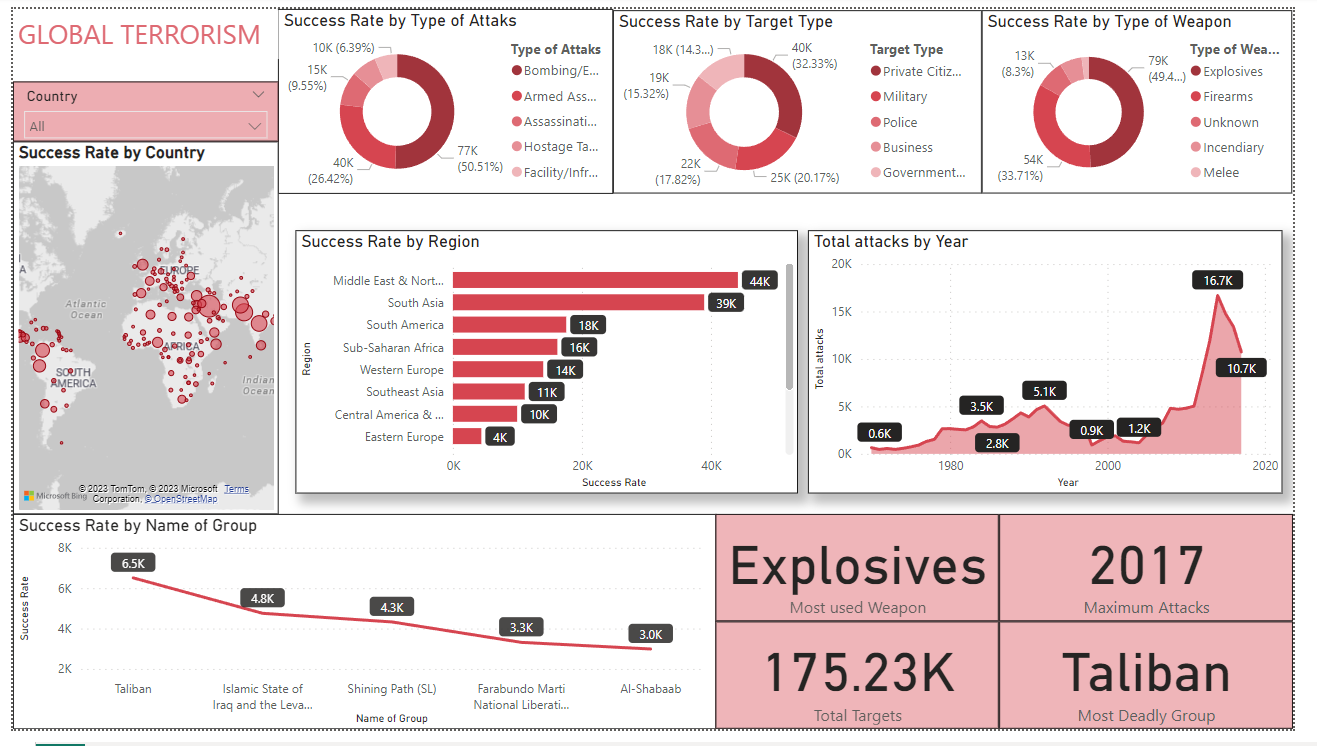 GLOBAL TERRORISM
Country
All
Success Rate by Country
EUROPE
Atlantic
Ocean
AFRICA
SOUTH
AMERICA
Indian
Ocean
A
Microsoft Bing
© 2023 TomTom, © 2023 Microsoft Terms
Corporation, © OpenStreetMap
Success Rate by Type of Attaks
10K (6.39%)
15K
(9.55%)
40K
(26.42%)
77K
(50.51%)
Type of Attaks
Bombing/E...
Armed Ass...
Assassinati...
Hostage Ta...
Facility/Infr...
Success Rate by Target Type
18K (14.3...)
19K
(15.32%)
22K
(17.82%)
25K (20.17%)
40K
(32.33%)
Target Type
Private Citiz...
Military
Police
Business
Government...
Success Rate by Type of Weapon
13K
(8.3%)
54K
(33.71%)
79K
(49.4...)
Type of Wea...
Explosives
Firearms
Unknown
Incendiary
Melee
Success Rate by Region
Region
Middle East & Nort... 44K
South Asia 39K
South America 18K
Sub-Saharan Africa 16K
Western Europe 14K
Southeast Asia 11K
Central America & ... 10K
Eastern Europe 4K
0K 20K 40K
Success Rate
Total attacks by Year
Total attacks
20K
15K
10K
5K
0K
0.6K
3.5K
2.8K
5.1K
0.9K
1.2K
16.7K
10.7K
1980 2000 2020
Year
Success Rate by Name of Group
Success Rate
8K
6K
4K
2K
6.5K
4.8K
4.3K
3.3K
3.0K
Taliban
Islamic State of
Iraq and the Leva...
Shining Path (SL)
Farabundo Marti
National Liberati...
Al-Shabaab
Name of Group
Explosives
Most used Weapon
2017
Maximum Attacks
175.23K
Total Targets
Taliban
Most Deadly Group